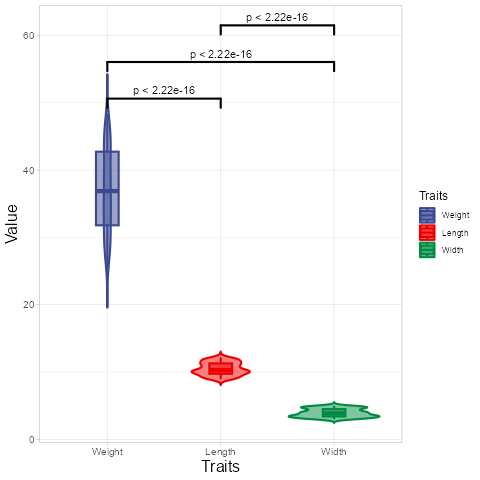 p < 2.22e-16
p < 2.22e-16
p < 2.22e-16
60
40
20
0
Value
Weight
Length
Width
Traits
Traits
Weight
Length
Width